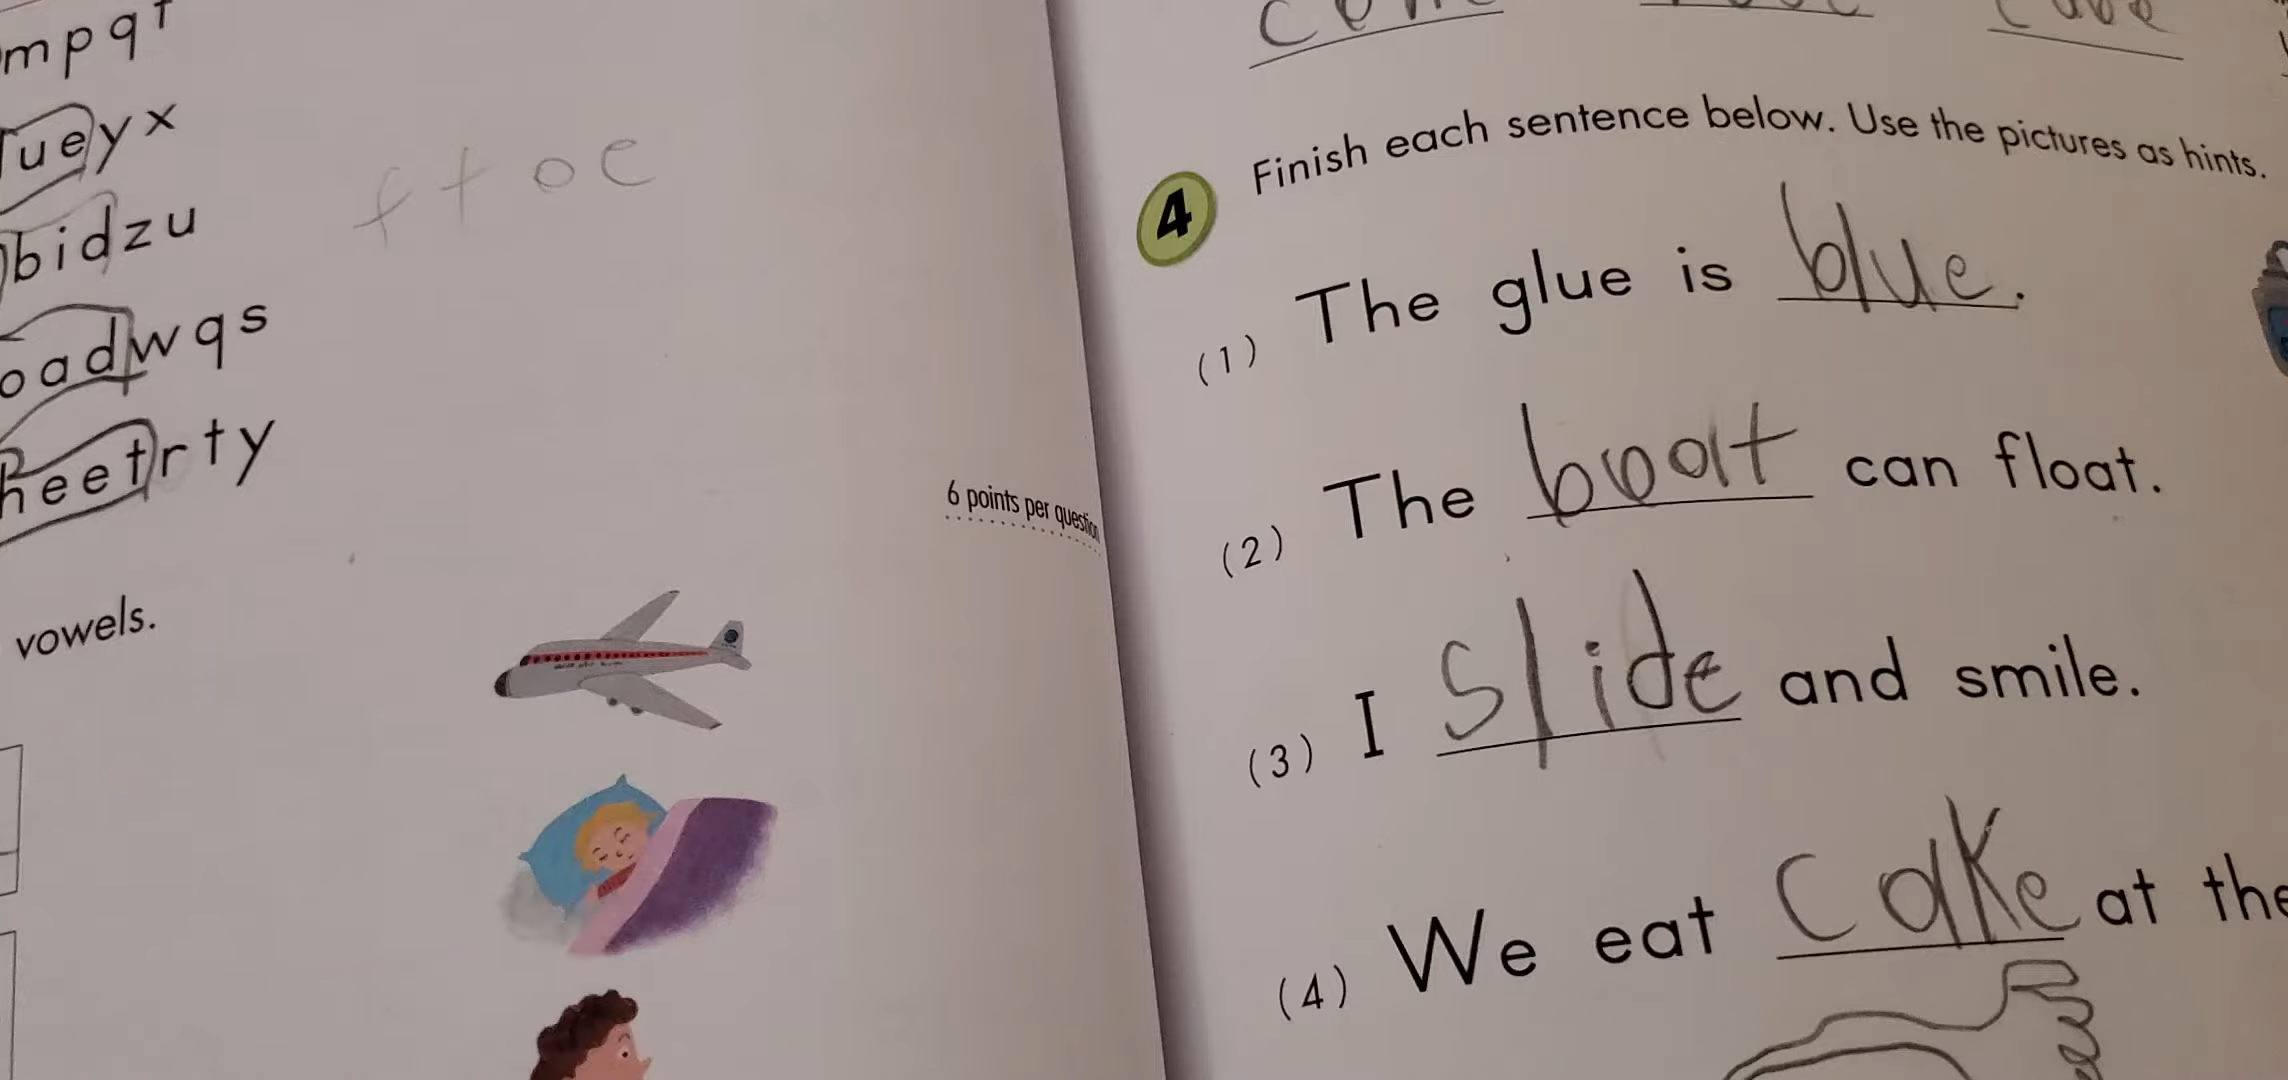 mpqt
ueyx
bidzu
oadwqs
heetrty
f t o e
6 points per question
vowels.
4 Finish each sentence below. Use the pictures as hints.
(1) The glue is blue.
(2) The boat can float.
(3) I slide and smile.
(4) We eat cake at the